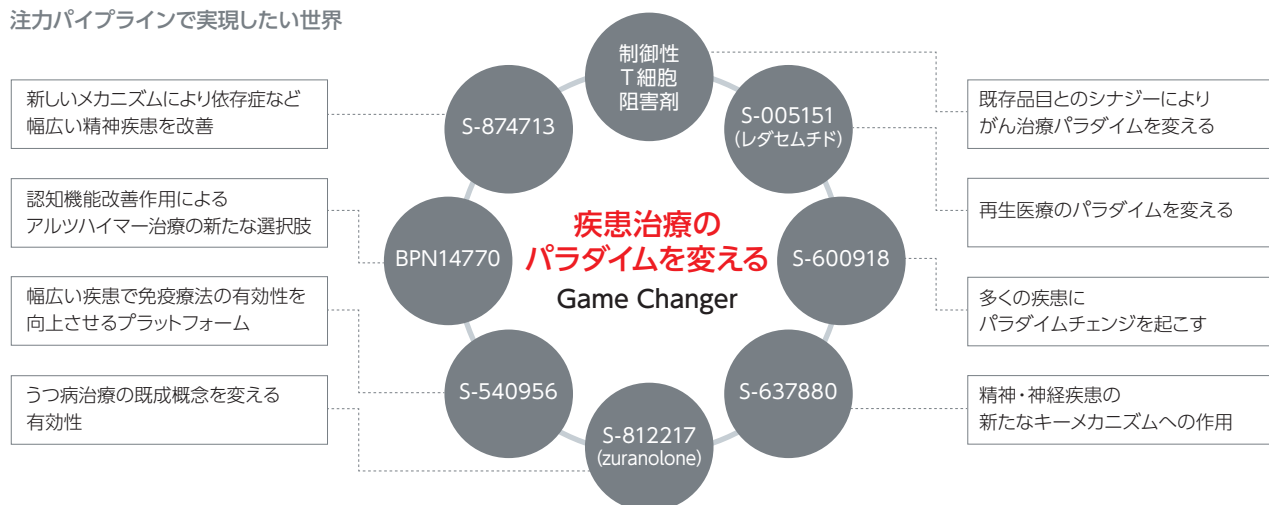 注力パイプラインで実現したい世界
新しいメカニズムにより依存症など
幅広い精神疾患を改善
認知機能改善作用による
アルツハイマー治療の新たな選択肢
幅広い疾患で免疫療法の有効性を
向上させるプラットフォーム
うつ病治療の既成概念を変える
有効性
制御性
T細胞
阻害剤
S-874713
S-005151
(レダセムチド)
BPN14770
疾患治療の
パラダイムを変える
Game Changer
S-600918
S-540956
S-637880
S-812217
(zuranolone)
既存品目とのシナジーにより
がん治療パラダイムを変える
再生医療のパラダイムを変える
多くの疾患に
パラダイムチェンジを起こす
精神・神経疾患の
新たなキーメカニズムへの作用